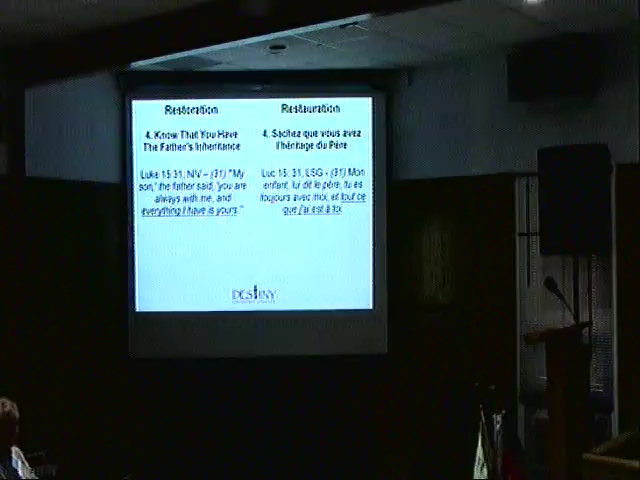 Restoration
4. Know That You Have
The Father's Inheritance
Luke 15:31, NIV – (31) "'My
son,' the father said, 'you are
always with me, and
everything I have is yours.'"
Restauration
4. Sachez que vous avez
l'héritage du Père
Luc 15: 31, LSG - (31) Mon
enfant, lui dit le père, tu es
toujours avec moi, et tout ce
que j'ai est à toi.
DESTINY